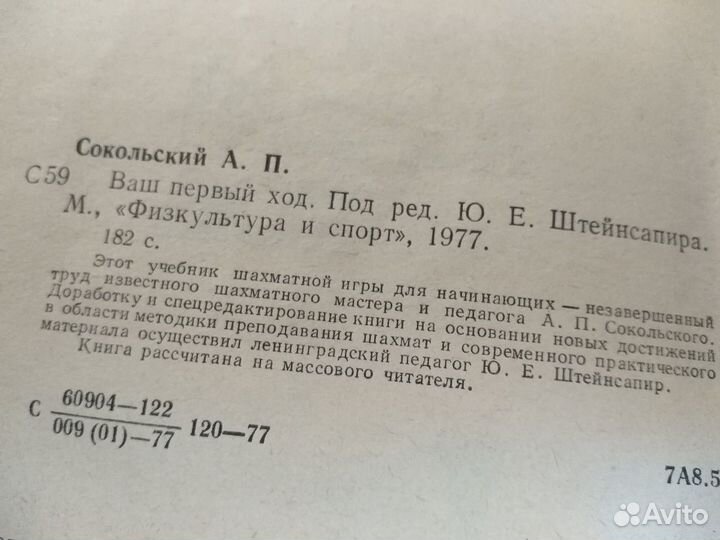 Сокольский А. П.
С59 Ваш первый ход. Под ред. Ю. Е. Штейнсапира.
М., «Физкультура и спорт», 1977.
182 с.
Этот учебник шахматной игры для начинающих — незавершенный
труд известного шахматного мастера и педагога А. П. Сокольского.
Доработку и спецредактирование книги на основании новых достижений
в области методики преподавания шахмат и современного практического
материала осуществил ленинградский педагог Ю. Е. Штейнсапир.
Книга рассчитана на массового читателя.
60904—122
С 120—77
009 (01)—77
7А8.5
Avito